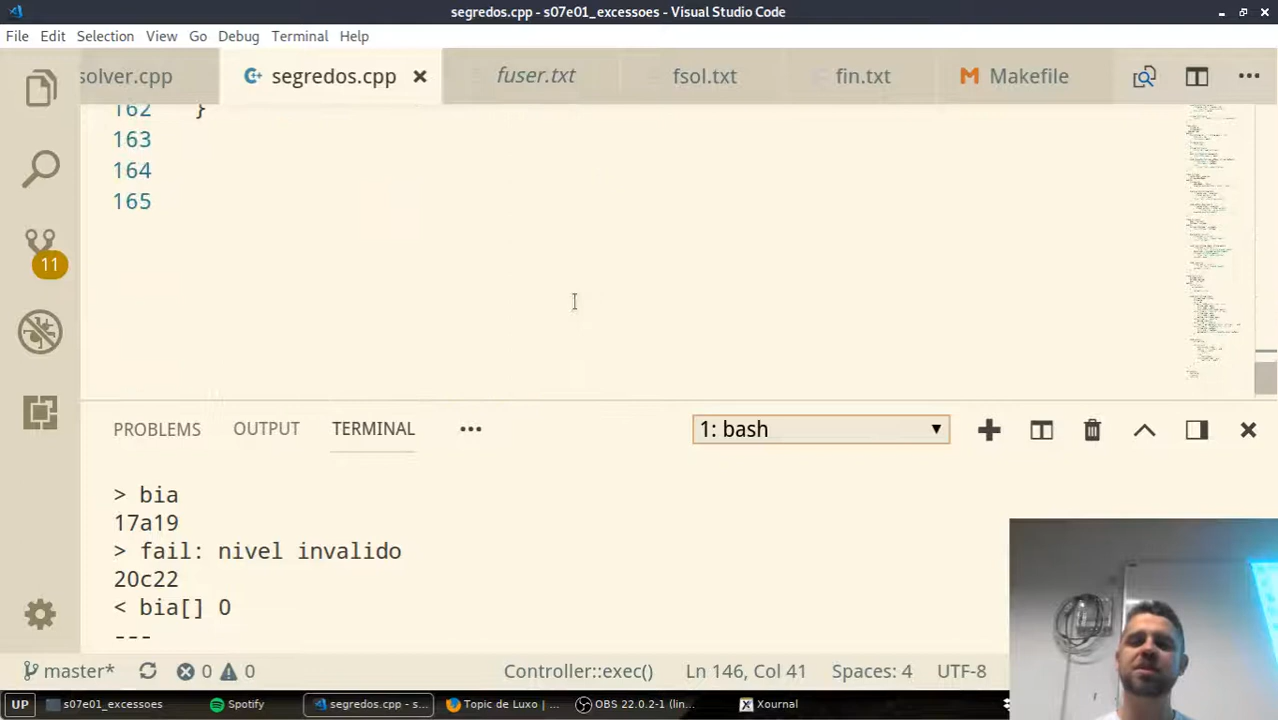 segredos.cpp - s07e01_excessoes - Visual Studio Code
File Edit Selection View Go Debug Terminal Help
solver.cpp segredos.cpp fuser.txt fsol.txt fin.txt Makefile
162 }
163
164
165
11
PROBLEMS OUTPUT TERMINAL 1: bash
> bia
17a19
> fail: nivel invalido
20c22
< bia[] 0
---
master* 0 0 Controller::exec() Ln 146, Col 41 Spaces: 4 UTF-8
UP s07e01_excessoes Spotify segredos.cpp - s... Topic de Luxo | ... OBS 22.0.2-1 (lin... Xournal